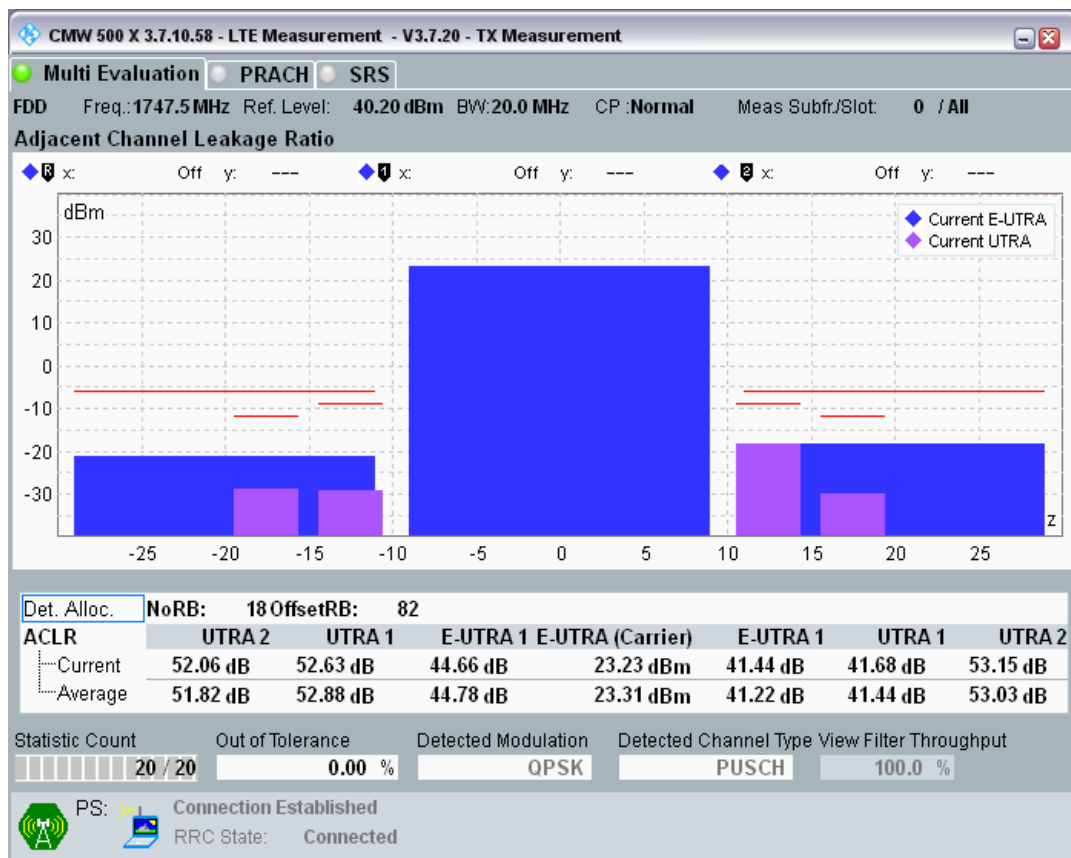 CMW 500 X 3.7.10.58 - LTE Measurement - V3.7.20 - TX Measurement
Multi Evaluation PRACH SRS
FDD Freq.:1747.5 MHz Ref. Level: 40.20 dBm BW:20.0 MHz CP :Normal Meas Subfr./Slot: 0 / All
Adjacent Channel Leakage Ratio
R x: Off y: --- 1 x: Off y: --- 2 x: Off y: ---
dBm
Current E-UTRA
Current UTRA
30
20
10
0
-10
-20
-30
z
-25 -20 -15 -10 -5 0 5 10 15 20 25
Det. Alloc. NoRB: 18 OffsetRB: 82
ACLR UTRA 2 UTRA 1 E-UTRA 1 E-UTRA (Carrier) E-UTRA 1 UTRA 1 UTRA 2
Current 52.06 dB 52.63 dB 44.66 dB 23.23 dBm 41.44 dB 41.68 dB 53.15 dB
Average 51.82 dB 52.88 dB 44.78 dB 23.31 dBm 41.22 dB 41.44 dB 53.03 dB
Statistic Count Out of Tolerance Detected Modulation Detected Channel Type View Filter Throughput
20 / 20 0.00 % QPSK PUSCH 100.0 %
PS: Connection Established
RRC State: Connected